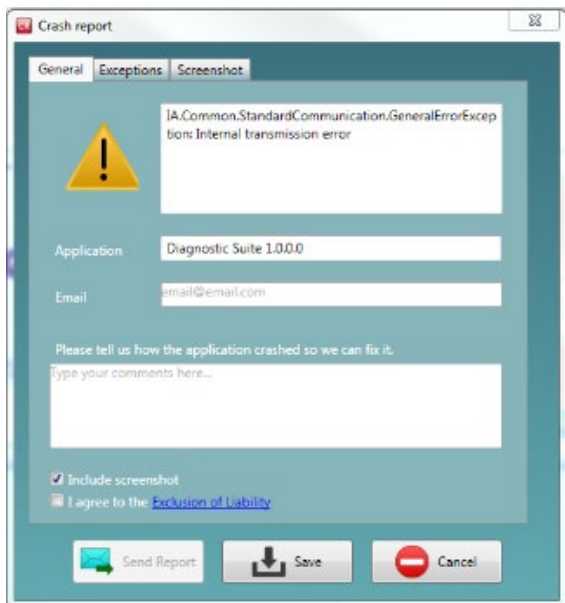 Crash report
General Exceptions Screenshot
IA.Common.StandardCommunication.GeneralErrorExcep
tion: Internal transmission error
Application Diagnostic Suite 1.0.0.0
Email email@email.com
Please tell us how the application crashed so we can fix it.
Type your comments here...
Include screenshot
I agree to the Exclusion of Liability
Send Report Save Cancel